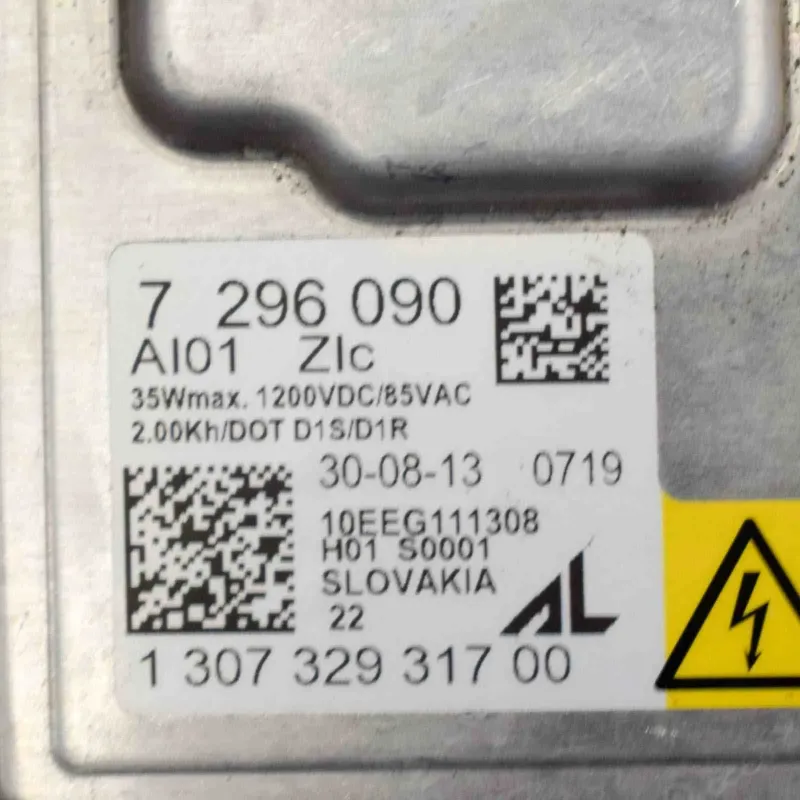 7 296 090
AI01 ZIc
35Wmax. 1200VDC/85VAC
2.00Kh/DOT D1S/D1R
30-08-13 0719
10EEG111308
H01 S0001
SLOVAKIA
22
AL
1 307 329 317 00